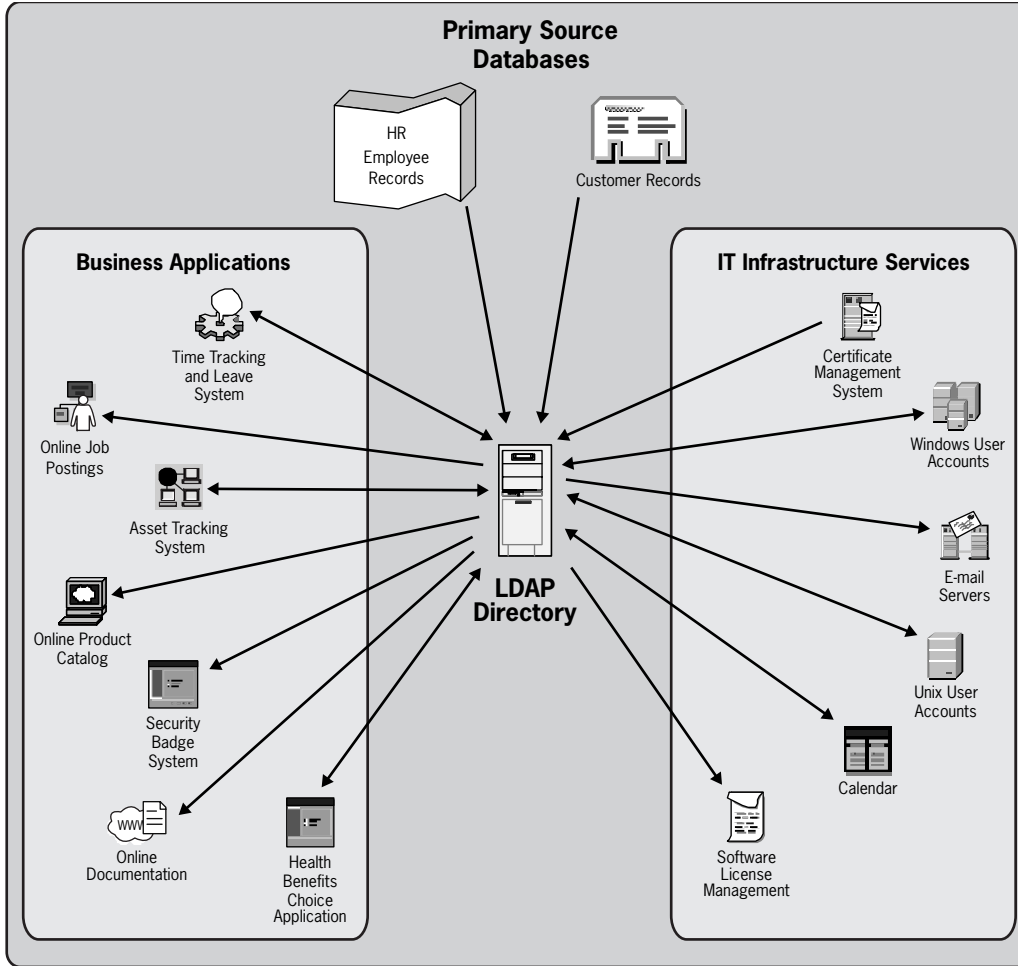 Primary Source
Databases
HR
Employee
Records
Customer Records
Business Applications
Time Tracking
and Leave
System
Online Job
Postings
Asset Tracking
System
Online Product
Catalog
Security
Badge
System
WWW
Online
Documentation
Health
Benefits
Choice
Application
LDAP
Directory
IT Infrastructure Services
Certificate
Management
System
Windows User
Accounts
E-mail
Servers
Unix User
Accounts
Calendar
Software
License
Management